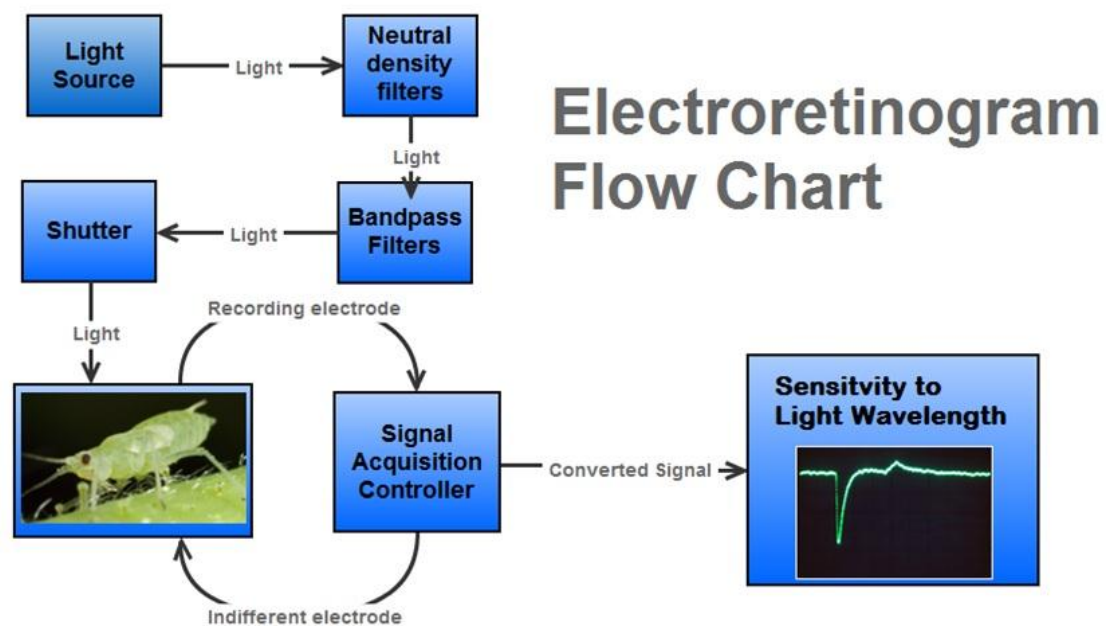 Electroretinogram
Flow Chart
Light
Source
Light
Neutral
density
filters
Light
Bandpass
Filters
Light
Shutter
Light
Recording electrode
Signal
Acquisition
Controller
Indifferent electrode
Converted Signal
Sensitvity to
Light Wavelength